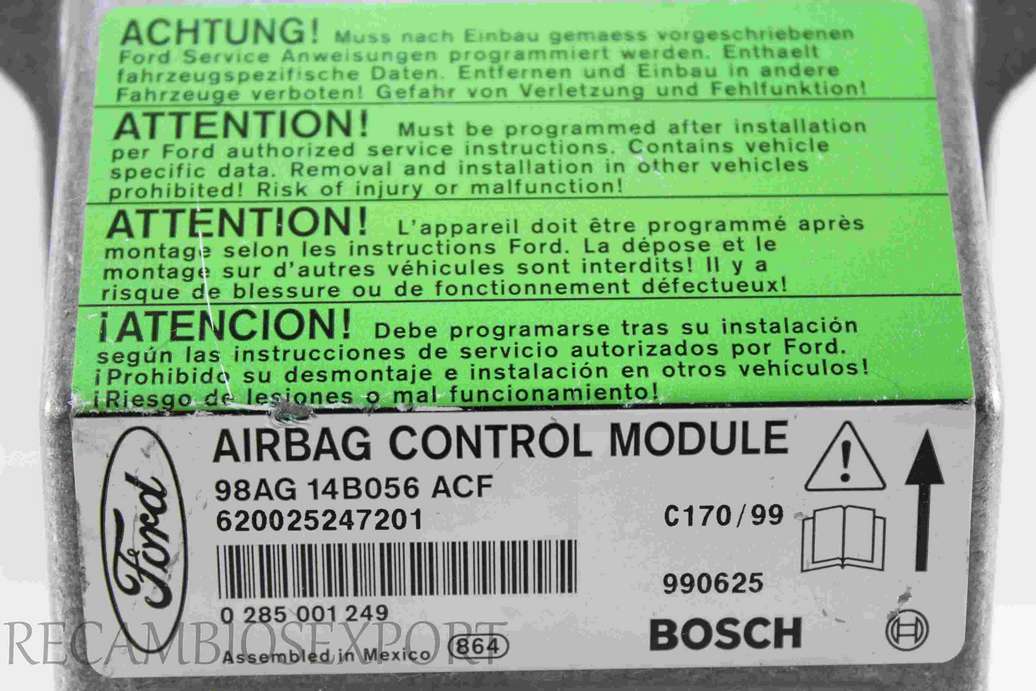 ACHTUNG! Muss nach Einbau gemaess vorgeschriebenen
Ford Service Anweisungen programmiert werden. Enthaelt
fahrzeugspezifische Daten. Entfernen und Einbau in andere
Fahrzeuge verboten! Gefahr von Verletzung und Fehlfunktion!
ATTENTION! Must be programmed after installation
per Ford authorized service instructions. Contains vehicle
specific data. Removal and installation in other vehicles
prohibited! Risk of injury or malfunction!
ATTENTION! L'appareil doit être programmé après
montage selon les instructions Ford. La dépose et le
montage sur d'autres véhicules sont interdits! Il y a
risque de blessure ou de fonctionnement défectueux!
¡ATENCION! Debe programarse tras su instalación
según las instrucciones de servicio autorizados por Ford.
¡Prohibido su desmontaje e instalación en otros vehículos!
¡Riesgo de lesiones o mal funcionamiento!
Ford
AIRBAG CONTROL MODULE
98AG 14B056 ACF
620025247201
C170/99
990625
0 285 001 249
BOSCH
Assembled in Mexico 864
RECAMBIOSEXPORT